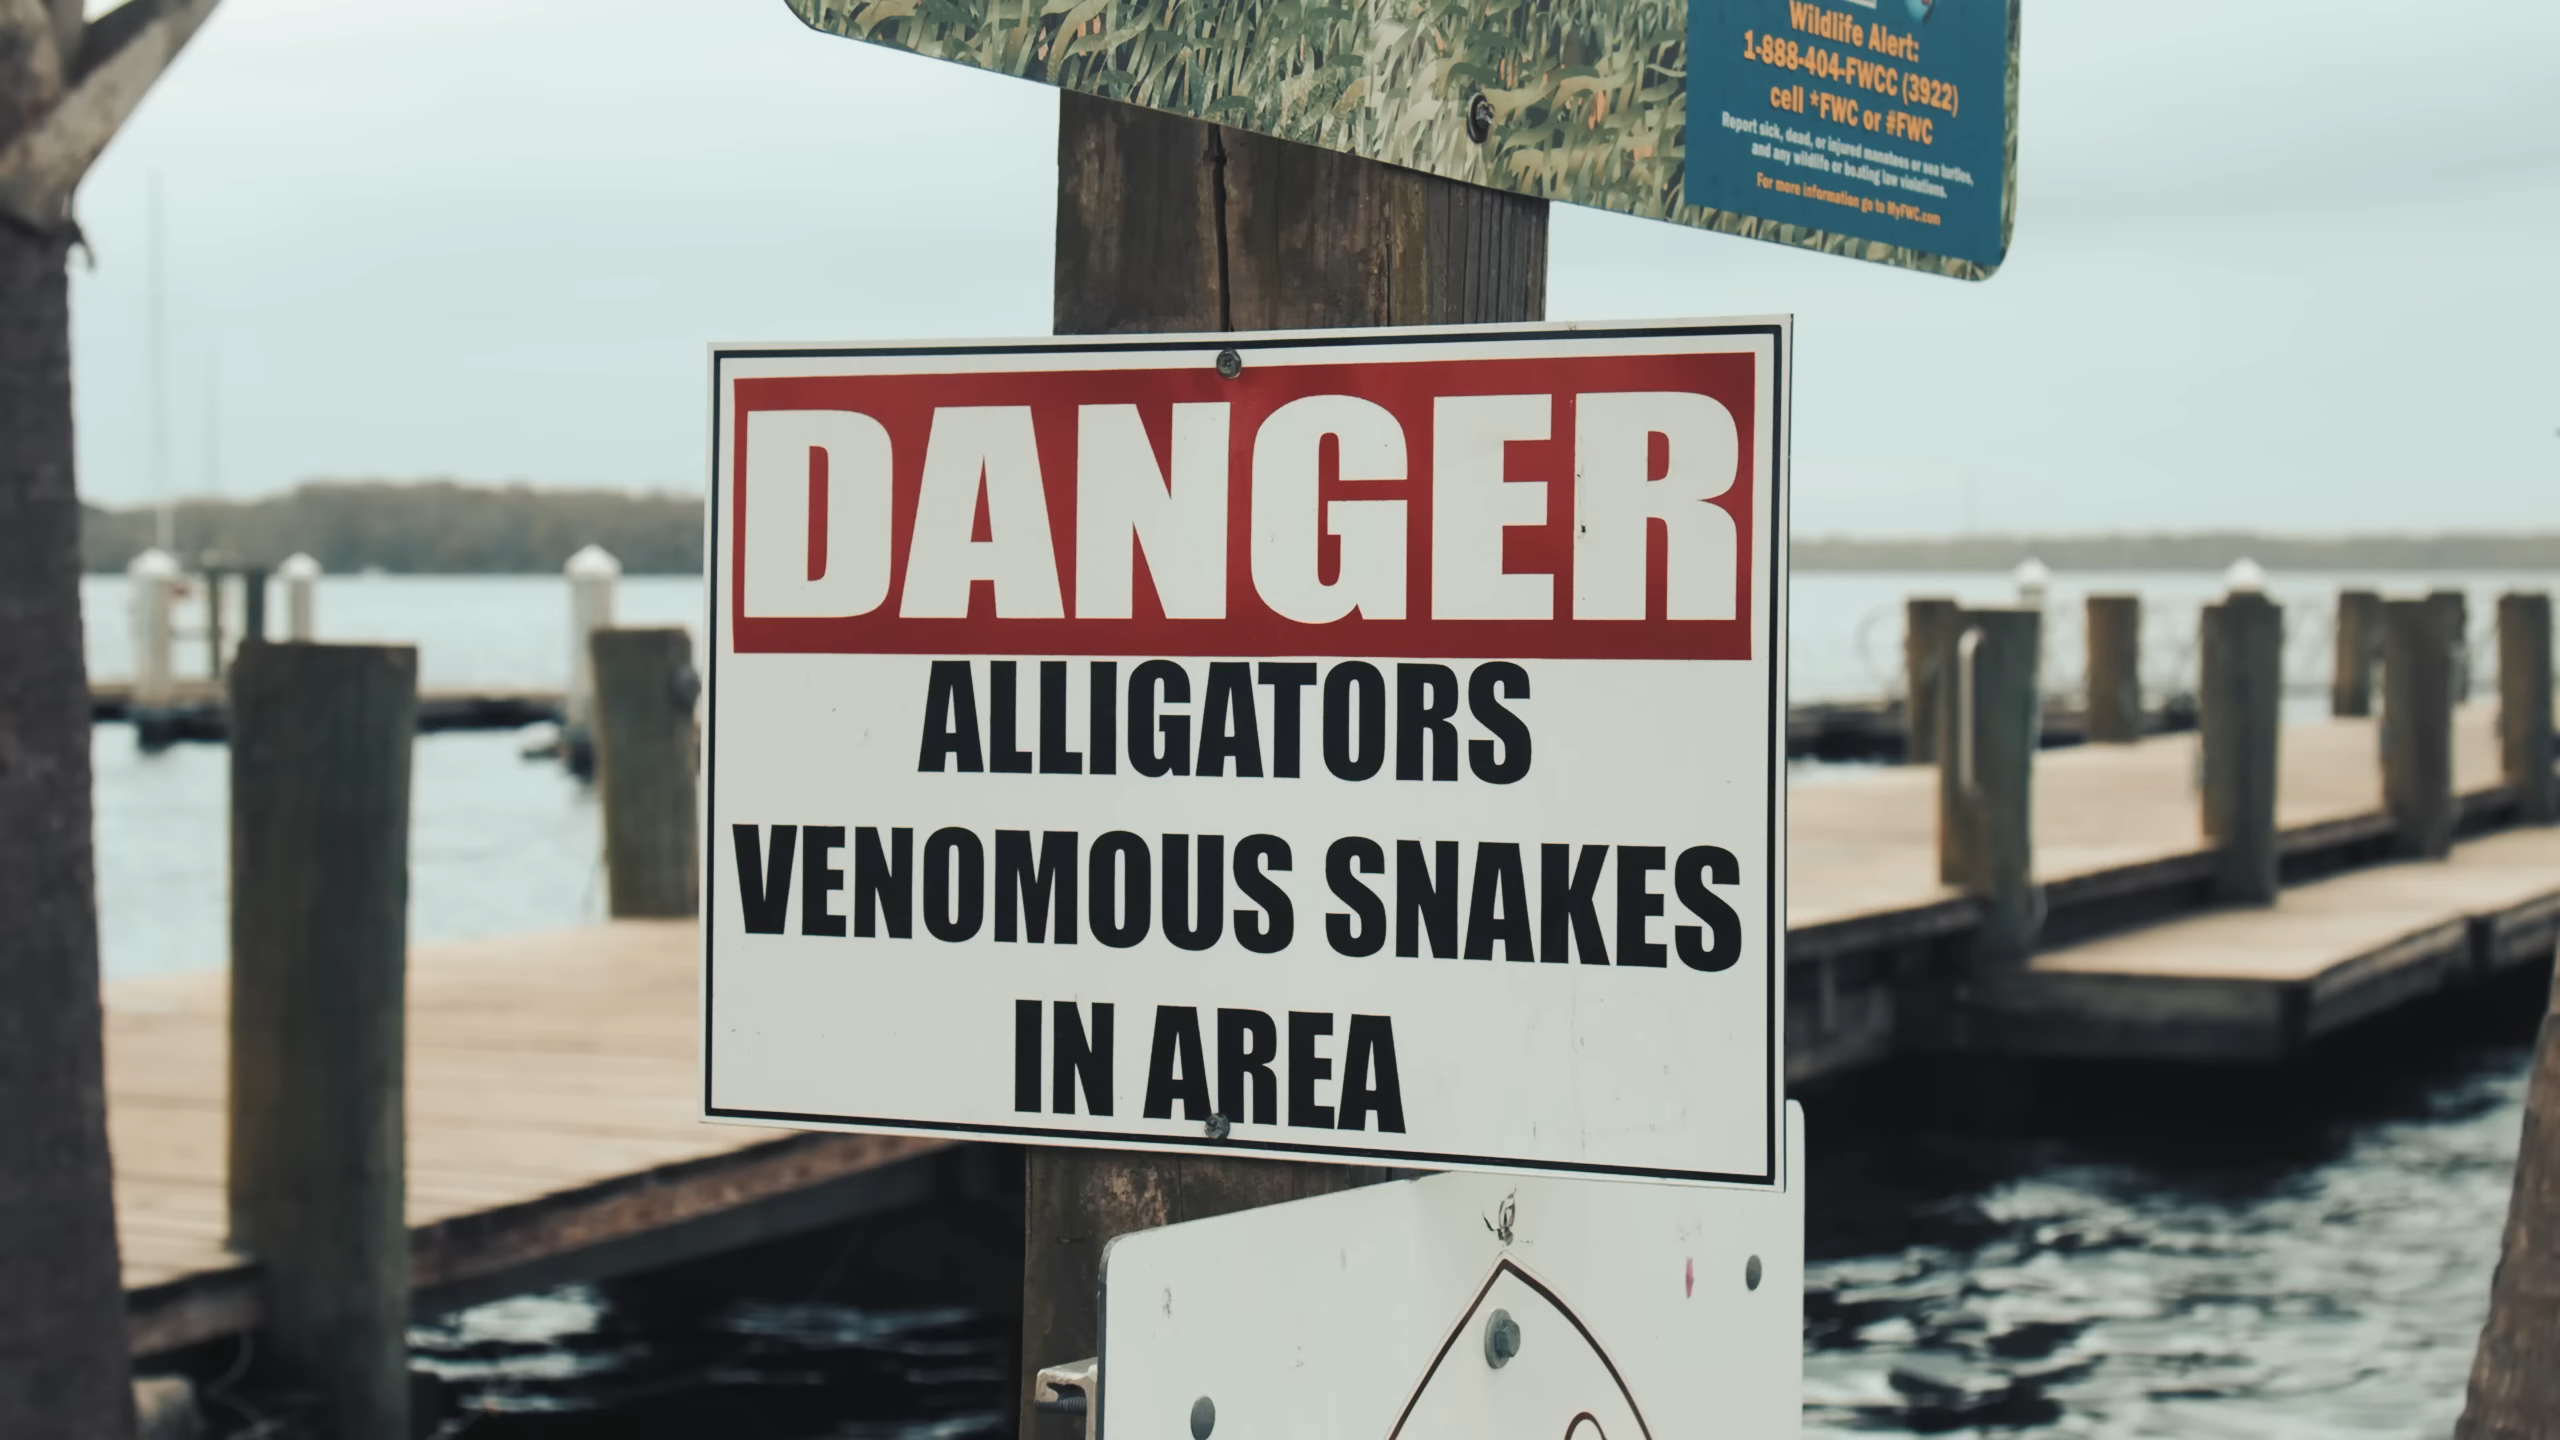 Wildlife Alert:
1-888-404-FWCC (3922)
cell *FWC or #FWC
Report sick, dead, or injured manatees or sea turtles,
and any wildlife or boating law violations.
For more information go to MyFWC.com
DANGER
ALLIGATORS
VENOMOUS SNAKES
IN AREA